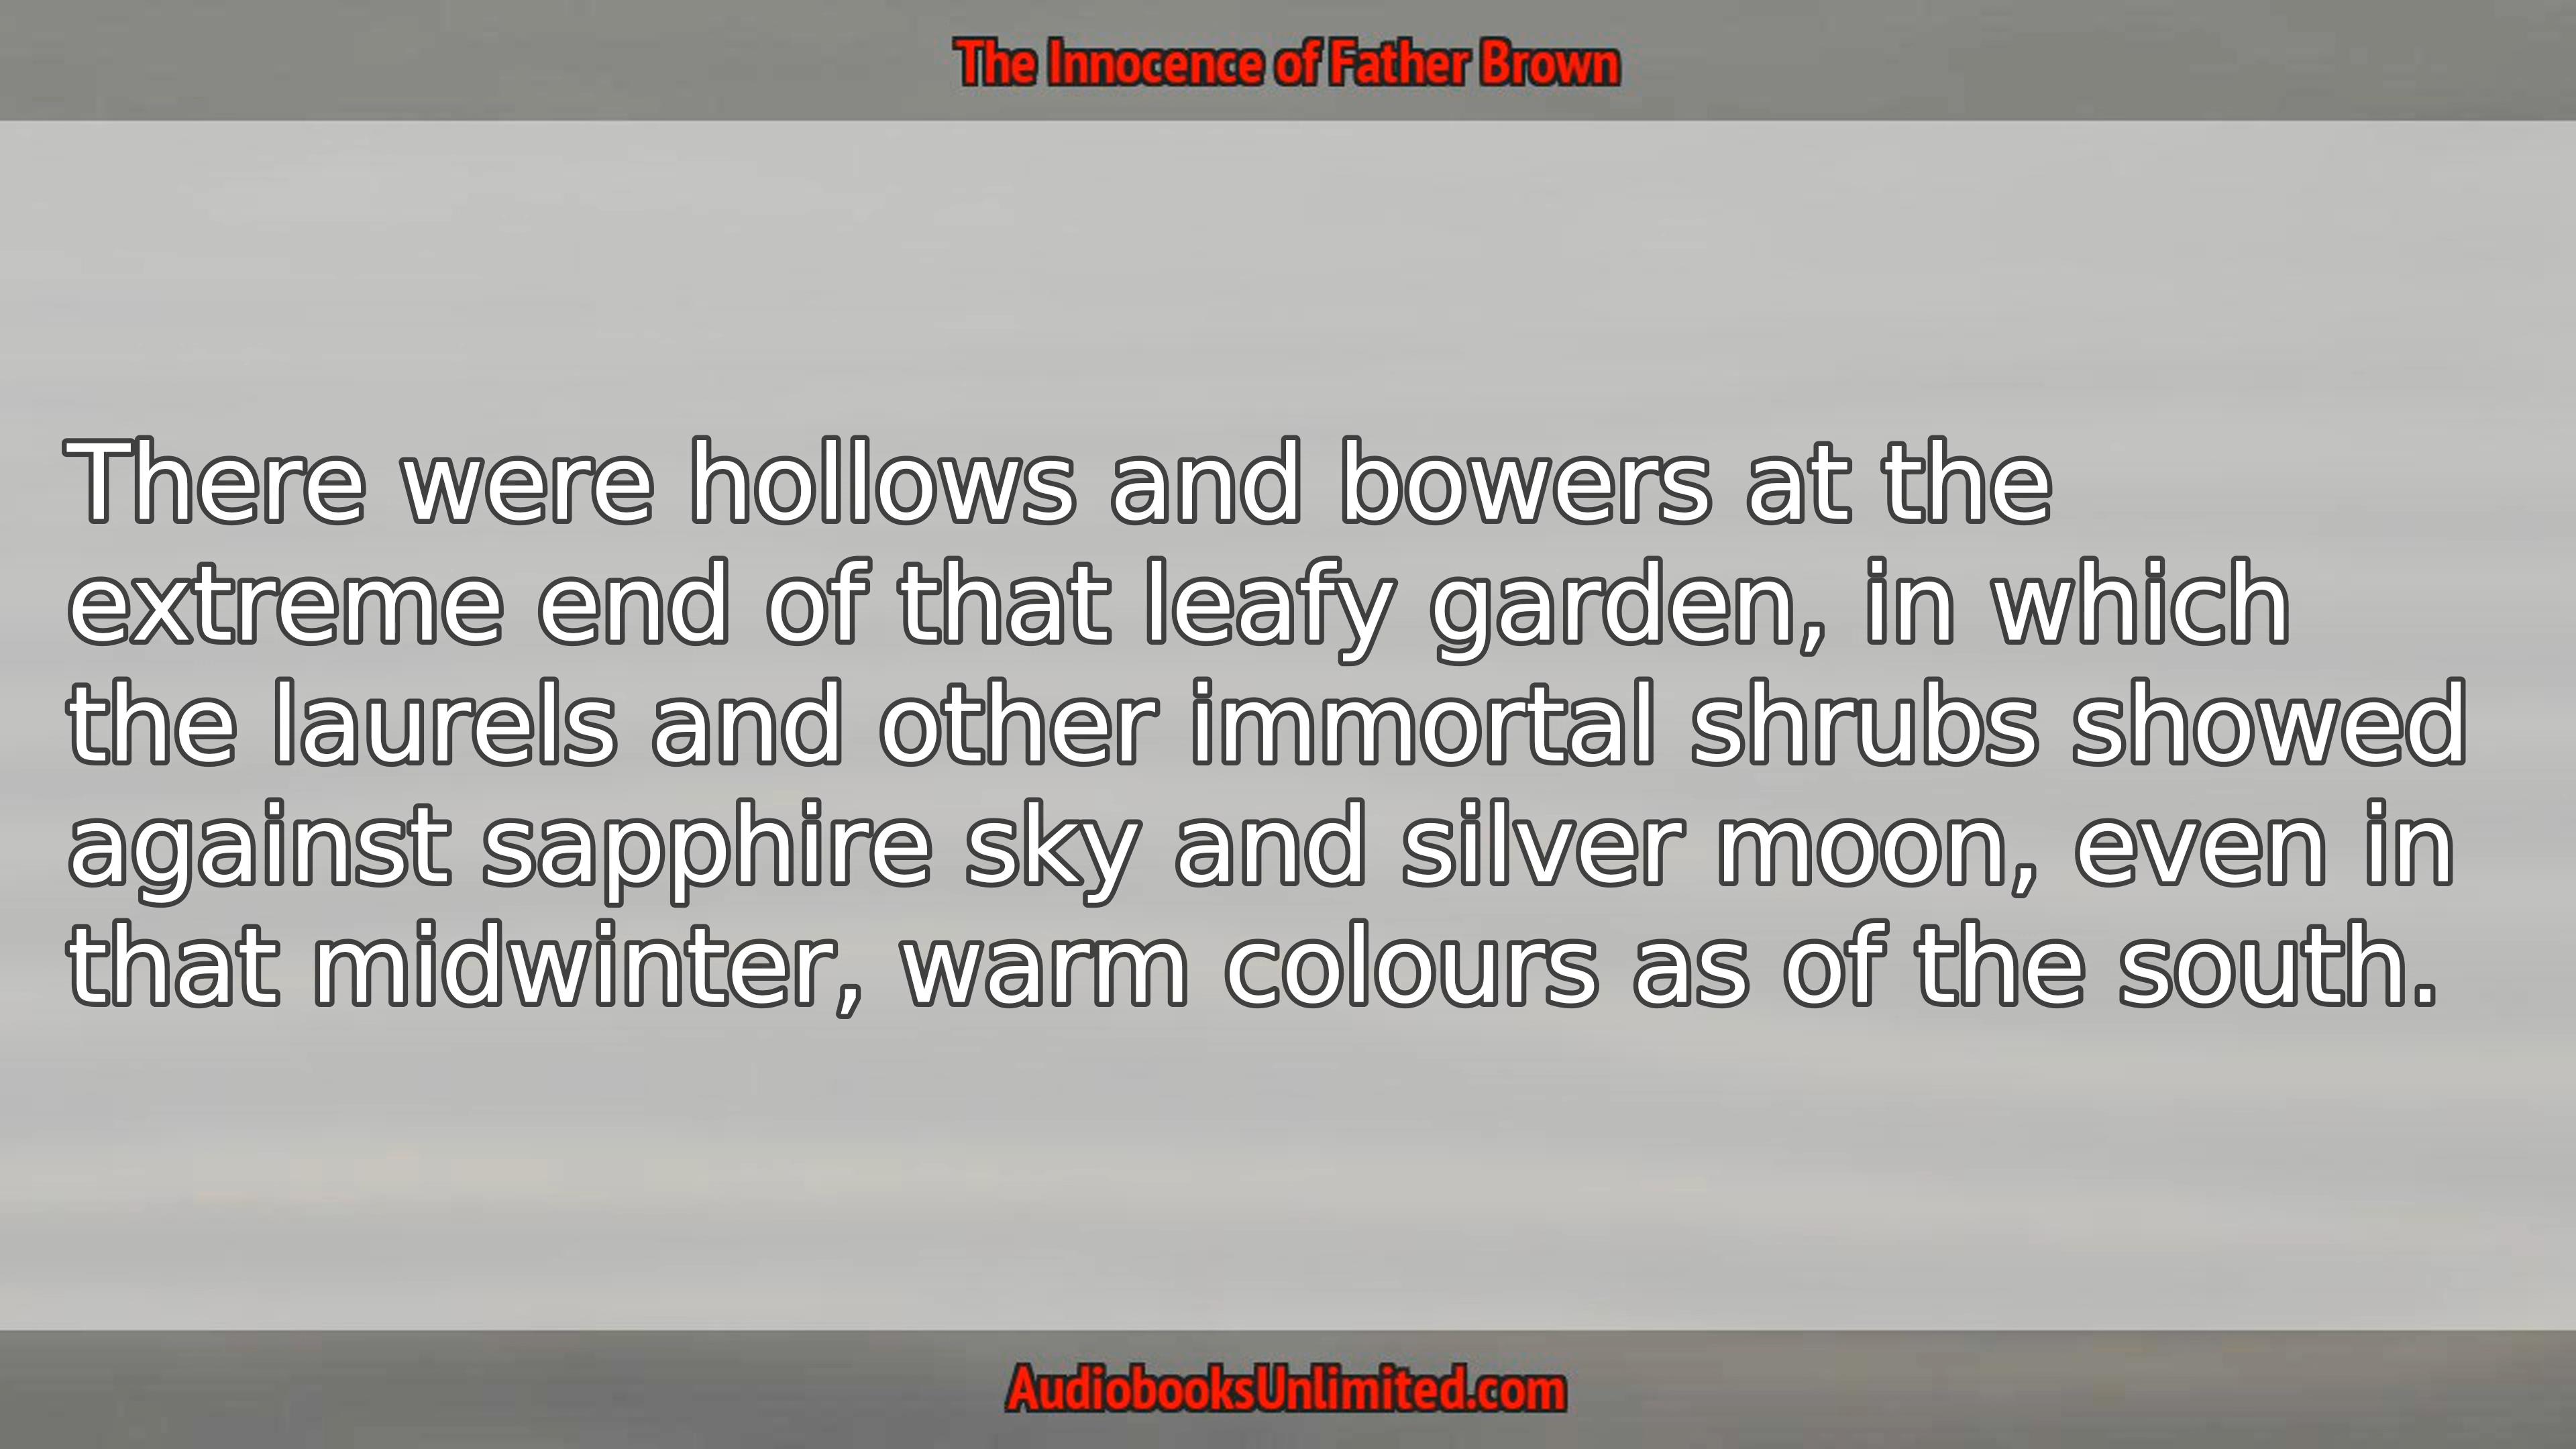 The Innocence of Father Brown
There were hollows and bowers at the
extreme end of that leafy garden, in which
the laurels and other immortal shrubs showed
against sapphire sky and silver moon, even in
that midwinter, warm colours as of the south.
AudiobooksUnlimited.com